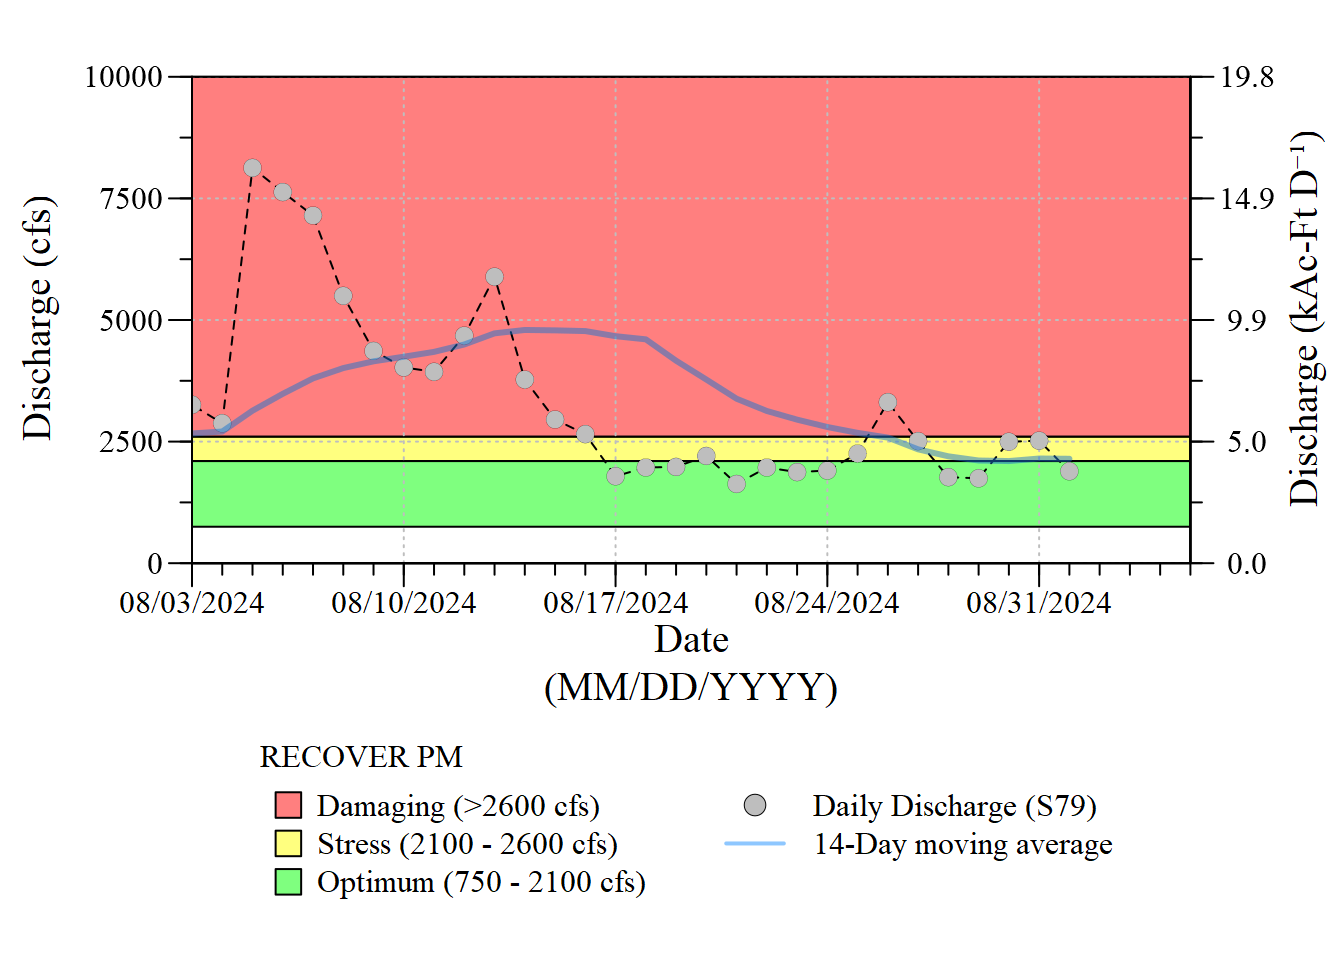 10000
7500
5000
2500
0
Discharge (cfs)
19.8
14.9
9.9
5.0
0.0
Discharge (kAc-Ft D⁻¹)
08/03/2024 08/10/2024 08/17/2024 08/24/2024 08/31/2024
Date
(MM/DD/YYYY)
RECOVER PM
Damaging (>2600 cfs)
Stress (2100 - 2600 cfs)
Optimum (750 - 2100 cfs)
Daily Discharge (S79)
14-Day moving average